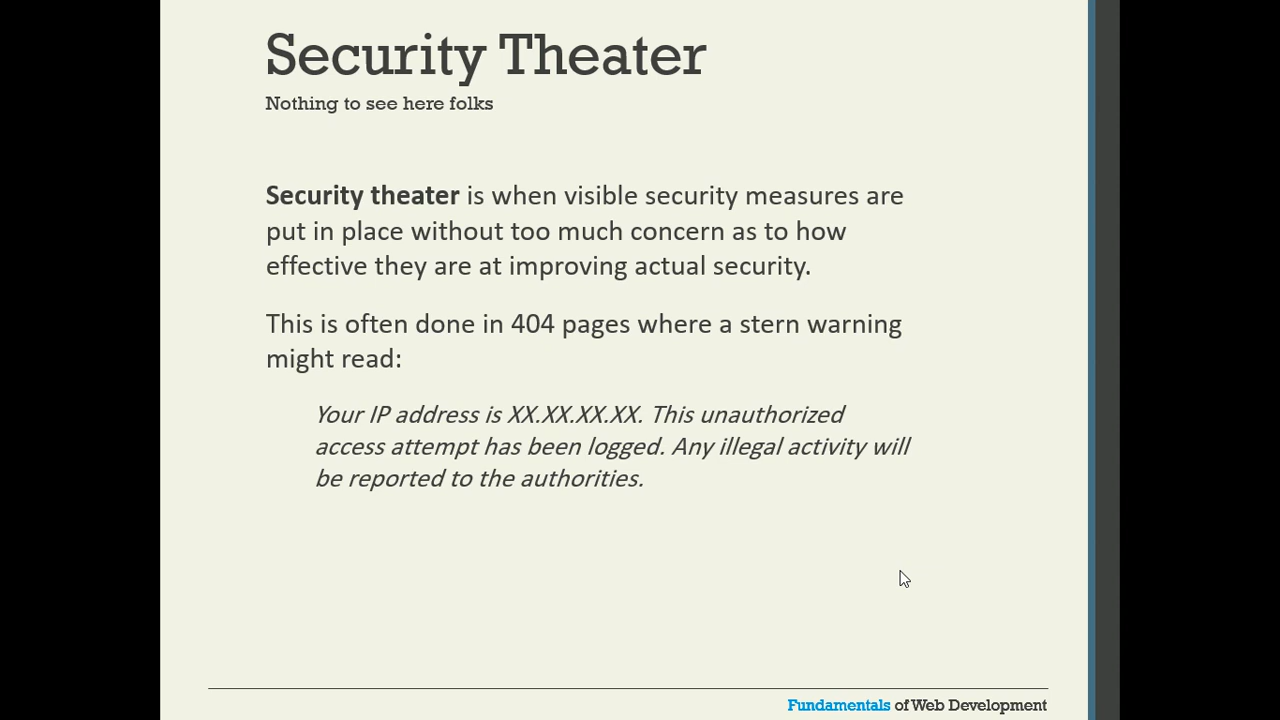 Security Theater
Nothing to see here folks
Security theater is when visible security measures are
put in place without too much concern as to how
effective they are at improving actual security.
This is often done in 404 pages where a stern warning
might read:
Your IP address is XX.XX.XX.XX. This unauthorized
access attempt has been logged. Any illegal activity will
be reported to the authorities.
Fundamentals of Web Development